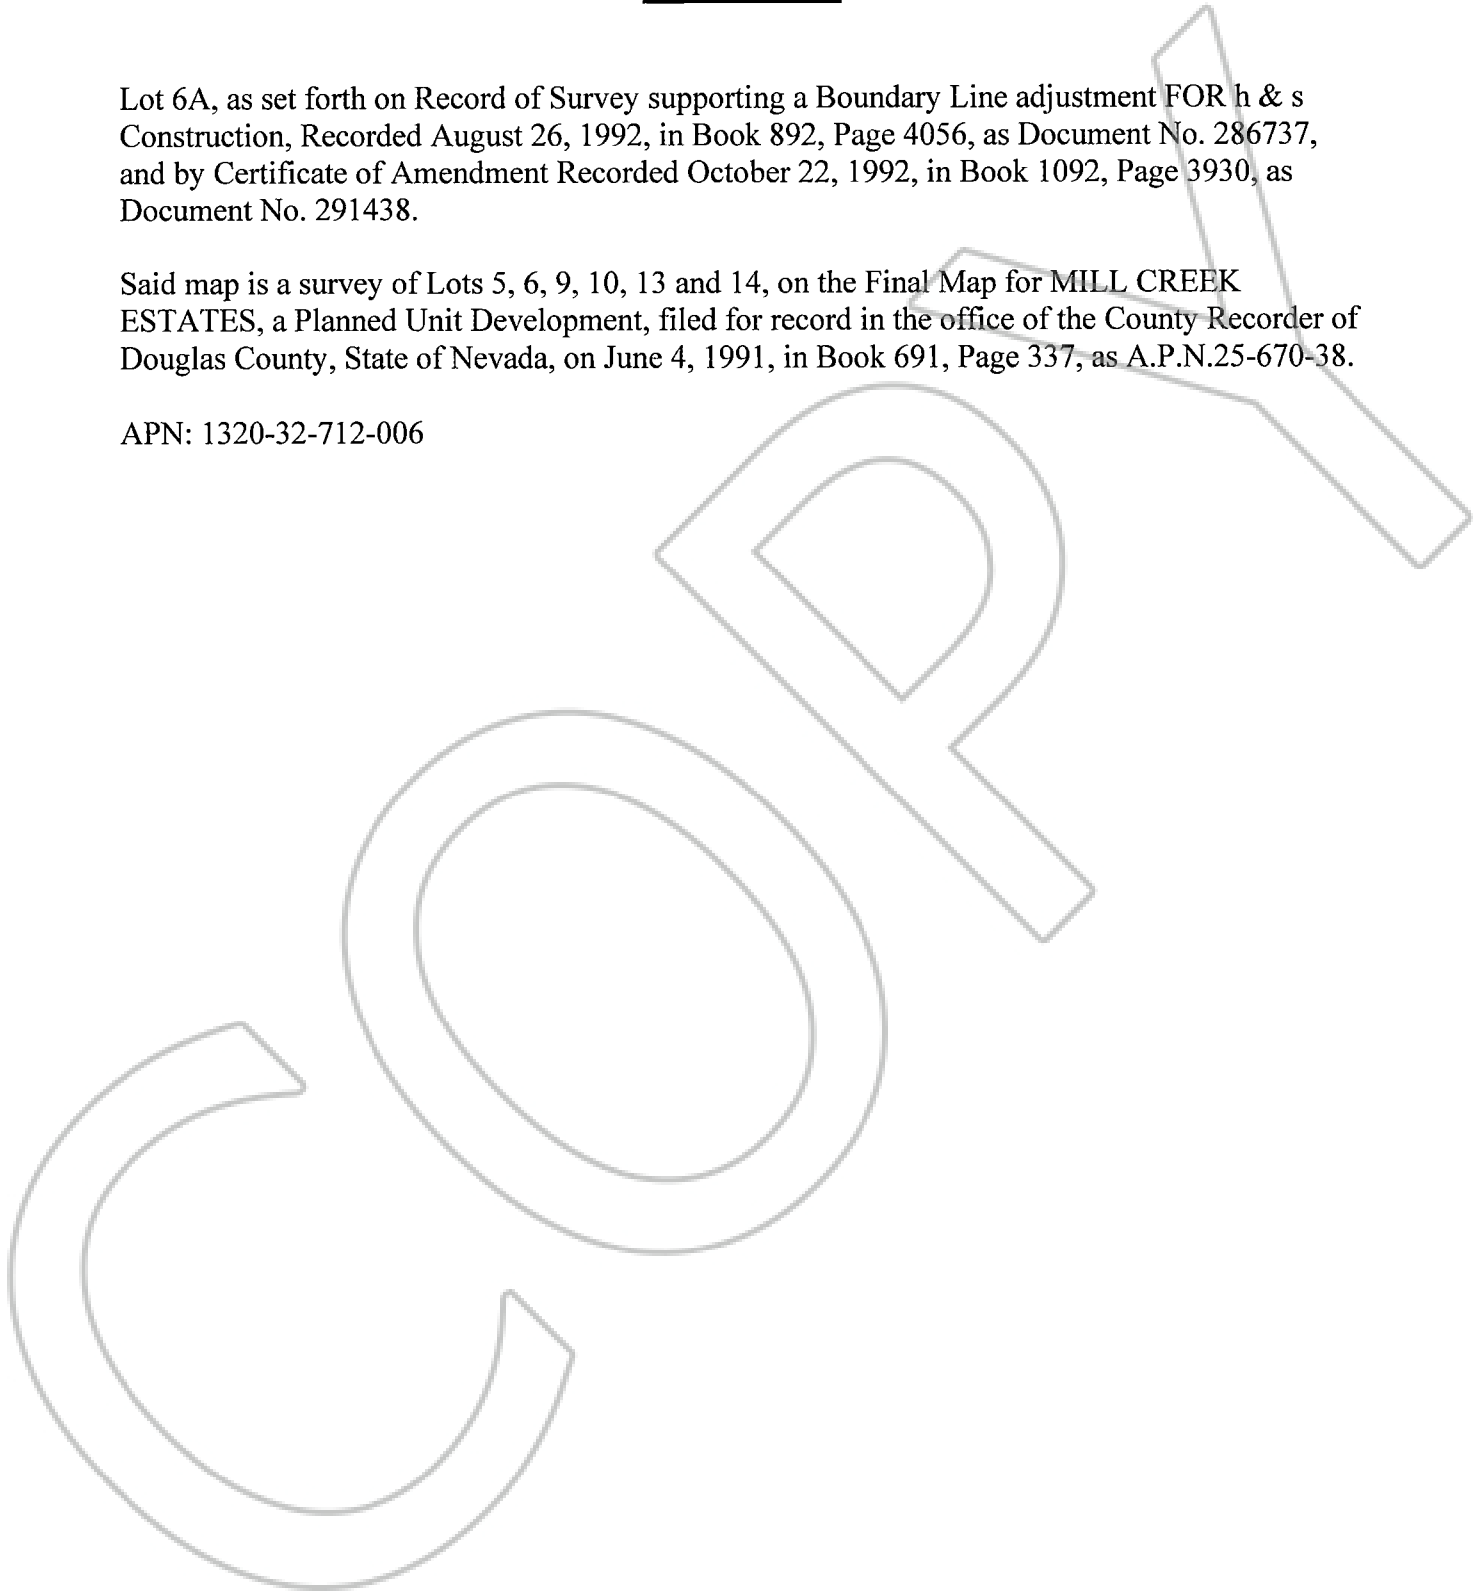 Lot 6A, as set forth on Record of Survey supporting a Boundary Line adjustment FOR h & s
Construction, Recorded August 26, 1992, in Book 892, Page 4056, as Document No. 286737,
and by Certificate of Amendment Recorded October 22, 1992, in Book 1092, Page 3930, as
Document No. 291438.
Said map is a survey of Lots 5, 6, 9, 10, 13 and 14, on the Final Map for MILL CREEK
ESTATES, a Planned Unit Development, filed for record in the office of the County Recorder of
Douglas County, State of Nevada, on June 4, 1991, in Book 691, Page 337, as A.P.N.25-670-38.
APN: 1320-32-712-006
COPY